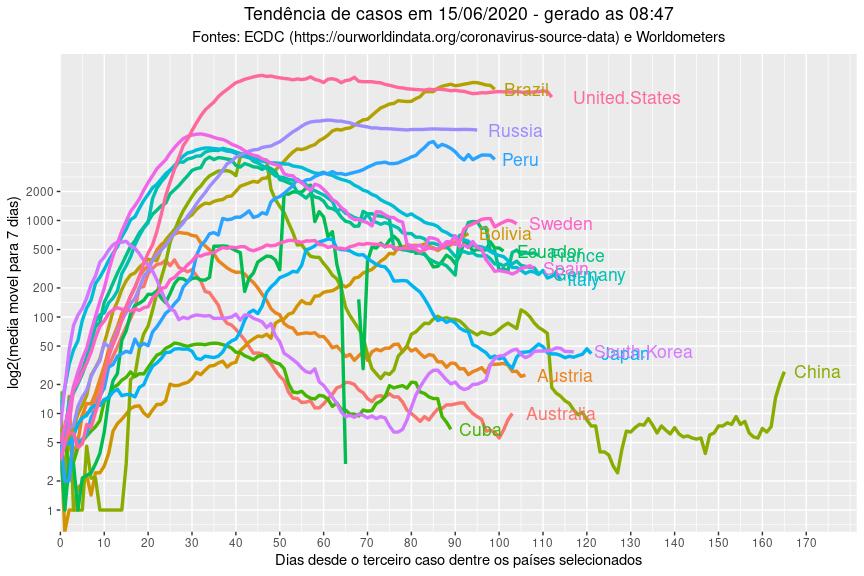 Tendência de casos em 15/06/2020 - gerado as 08:47
Fontes: ECDC (https://ourworldindata.org/coronavirus-source-data) e Worldometers
log2(media movel para 7 dias)
2000
1000
500
200
100
50
20
10
5
2
1
Brazil
United.States
Russia
Peru
Sweden
Bolivia
Ecuador
France
Spain
Germany
Italy
South Korea
Japan
China
Austria
Australia
Cuba
0 10 20 30 40 50 60 70 80 90 100 110 120 130 140 150 160 170
Dias desde o terceiro caso dentre os países selecionados